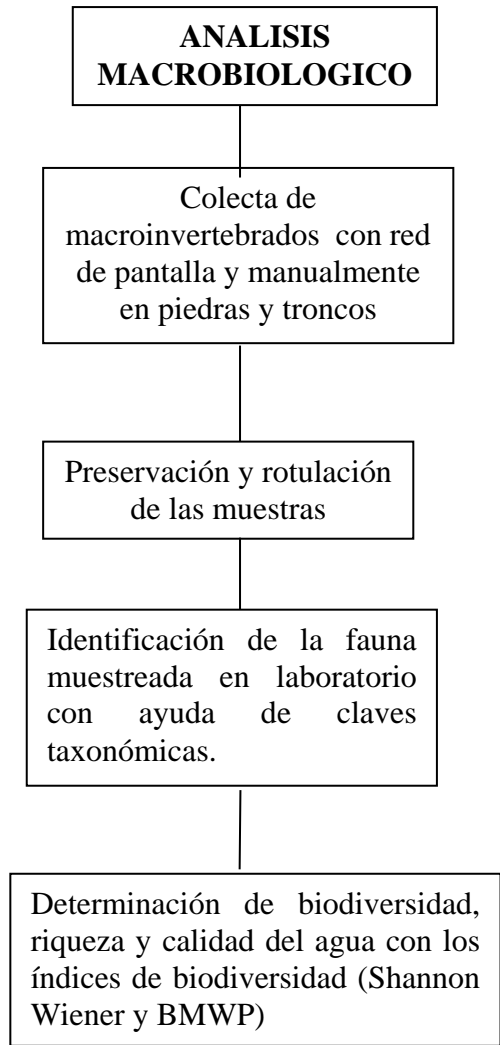 ANALISIS
MACROBIOLOGICO
Colecta de
macroinvertebrados con red
de pantalla y manualmente
en piedras y troncos
Preservación y rotulación
de las muestras
Identificación de la fauna
muestreada en laboratorio
con ayuda de claves
taxonómicas.
Determinación de biodiversidad,
riqueza y calidad del agua con los
índices de biodiversidad (Shannon
Wiener y BMWP)